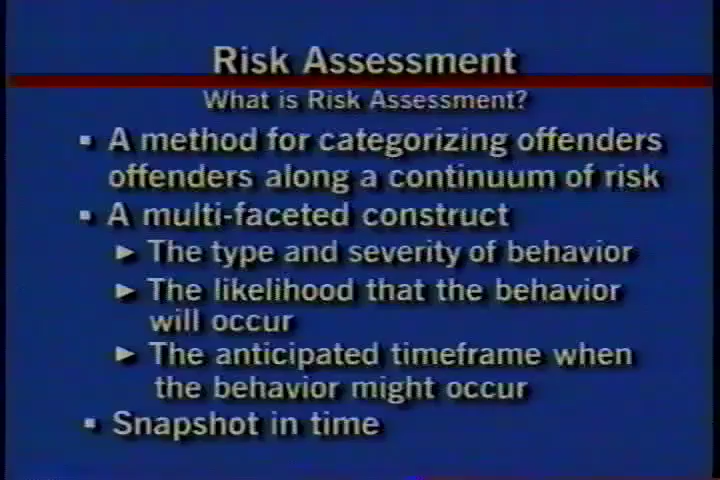 Risk Assessment
What is Risk Assessment?
▪ A method for categorizing offenders
offenders along a continuum of risk
▪ A multi-faceted construct
► The type and severity of behavior
► The likelihood that the behavior
will occur
► The anticipated timeframe when
the behavior might occur
▪ Snapshot in time